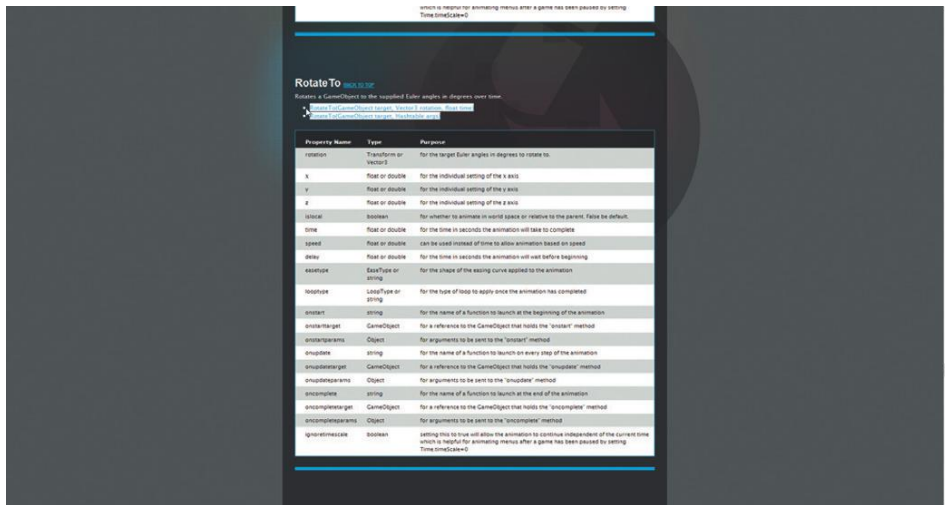 which is helpful for animating menus after a game has been paused by setting
Time.timeScale=0
RotateTo BACK TO TOP
Rotates a GameObject to the supplied Euler angles in degrees over time.
RotateTo(GameObject target, Vector3 rotation, float time)
RotateTo(GameObject target, Hashtable args)
Property Name Type Purpose
rotation Transform or for the target Euler angles in degrees to rotate to.
Vector3
x float or double for the individual setting of the x axis
y float or double for the individual setting of the y axis
z float or double for the individual setting of the z axis
islocal boolean for whether to animate in world space or relative to the parent. False be default.
time float or double for the time in seconds the animation will take to complete
speed float or double can be used instead of time to allow animation based on speed
delay float or double for the time in seconds the animation will wait before beginning
easetype EaseType or for the shape of the easing curve applied to the animation
string
looptype LoopType or for the type of loop to apply once the animation has completed
string
onstart string for the name of a function to launch at the beginning of the animation
onstarttarget GameObject for a reference to the GameObject that holds the "onstart" method
onstartparams Object for arguments to be sent to the "onstart" method
onupdate string for the name of a function to launch on every step of the animation
onupdatetarget GameObject for a reference to the GameObject that holds the "onupdate" method
onupdateparams Object for arguments to be sent to the "onupdate" method
oncomplete string for the name of a function to launch at the end of the animation
oncompletetarget GameObject for a reference to the GameObject that holds the "oncomplete" method
oncompleteparams Object for arguments to be sent to the "oncomplete" method
ignoretimescale boolean setting this to true will allow the animation to continue independent of the current time
which is helpful for animating menus after a game has been paused by setting
Time.timeScale=0